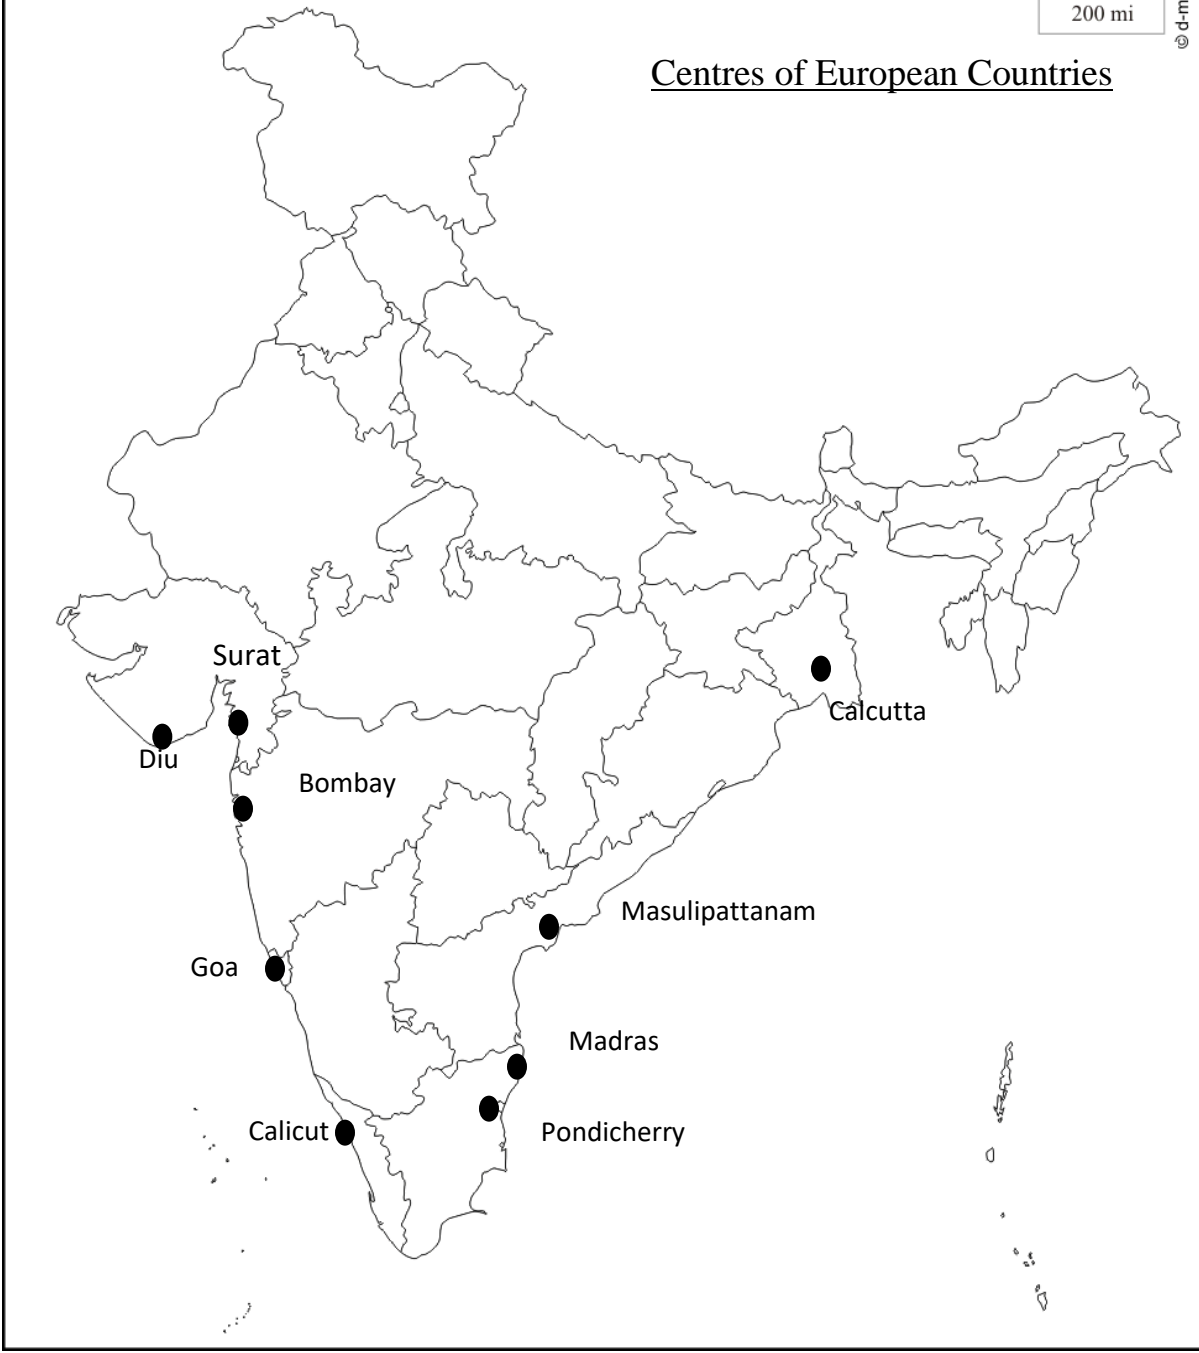 200 mi
© d-m
Centres of European Countries
Surat
Calcutta
Diu
Bombay
Masulipattanam
Goa
Madras
Calicut
Pondicherry